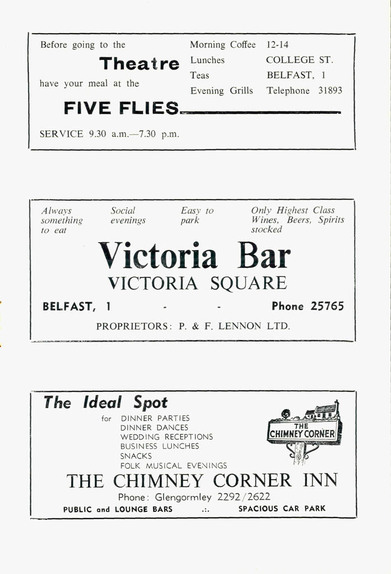 Before going to the
Theatre
have your meal at the
FIVE FLIES
SERVICE 9.30 a.m.—7.30 p.m.
Morning Coffee 12-14
Lunches COLLEGE ST.
Teas BELFAST, 1
Evening Grills Telephone 31893
Always something to eat
Social evenings
Easy to park
Only Highest Class Wines, Beers, Spirits stocked
Victoria Bar
VICTORIA SQUARE
BELFAST, 1 - - Phone 25765
PROPRIETORS: P. & F. LENNON LTD.
The Ideal Spot
for DINNER PARTIES
DINNER DANCES
WEDDING RECEPTIONS
BUSINESS LUNCHES
SNACKS
FOLK MUSICAL EVENINGS
THE
CHIMNEY CORNER
THE CHIMNEY CORNER INN
Phone: Glengormley 2292/2622
PUBLIC and LOUNGE BARS .:. SPACIOUS CAR PARK